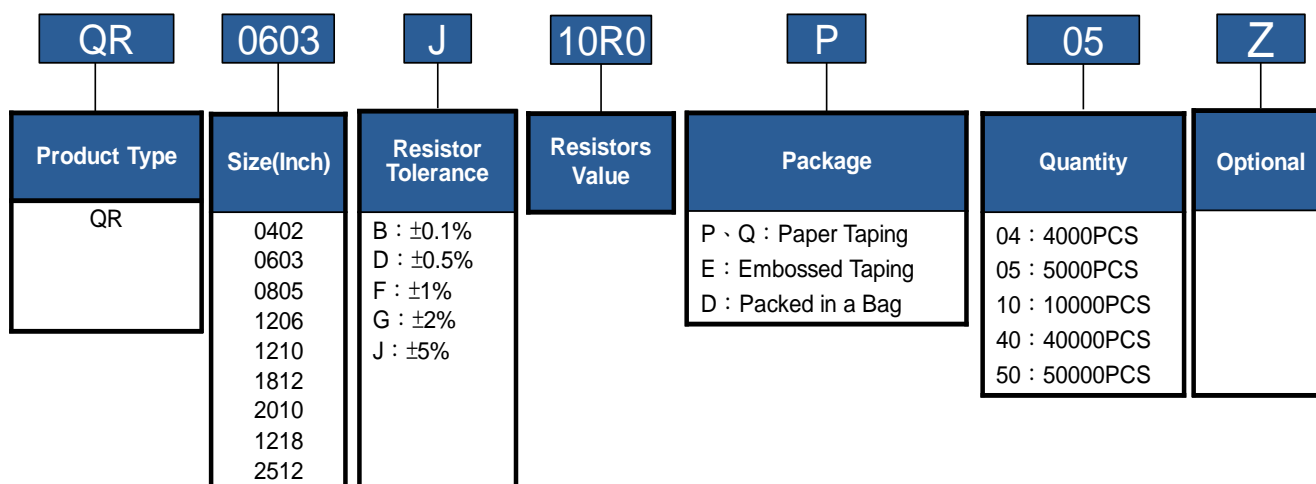 QR 0603 J 10R0 P 05 Z
Product Type
QR
Size(Inch)
0402
0603
0805
1206
1210
1812
2010
1218
2512
Resistor
Tolerance
B：±0.1%
D：±0.5%
F：±1%
G：±2%
J：±5%
Resistors
Value
Package
P、Q：Paper Taping
E：Embossed Taping
D：Packed in a Bag
Quantity
04：4000PCS
05：5000PCS
10：10000PCS
40：40000PCS
50：50000PCS
Optional